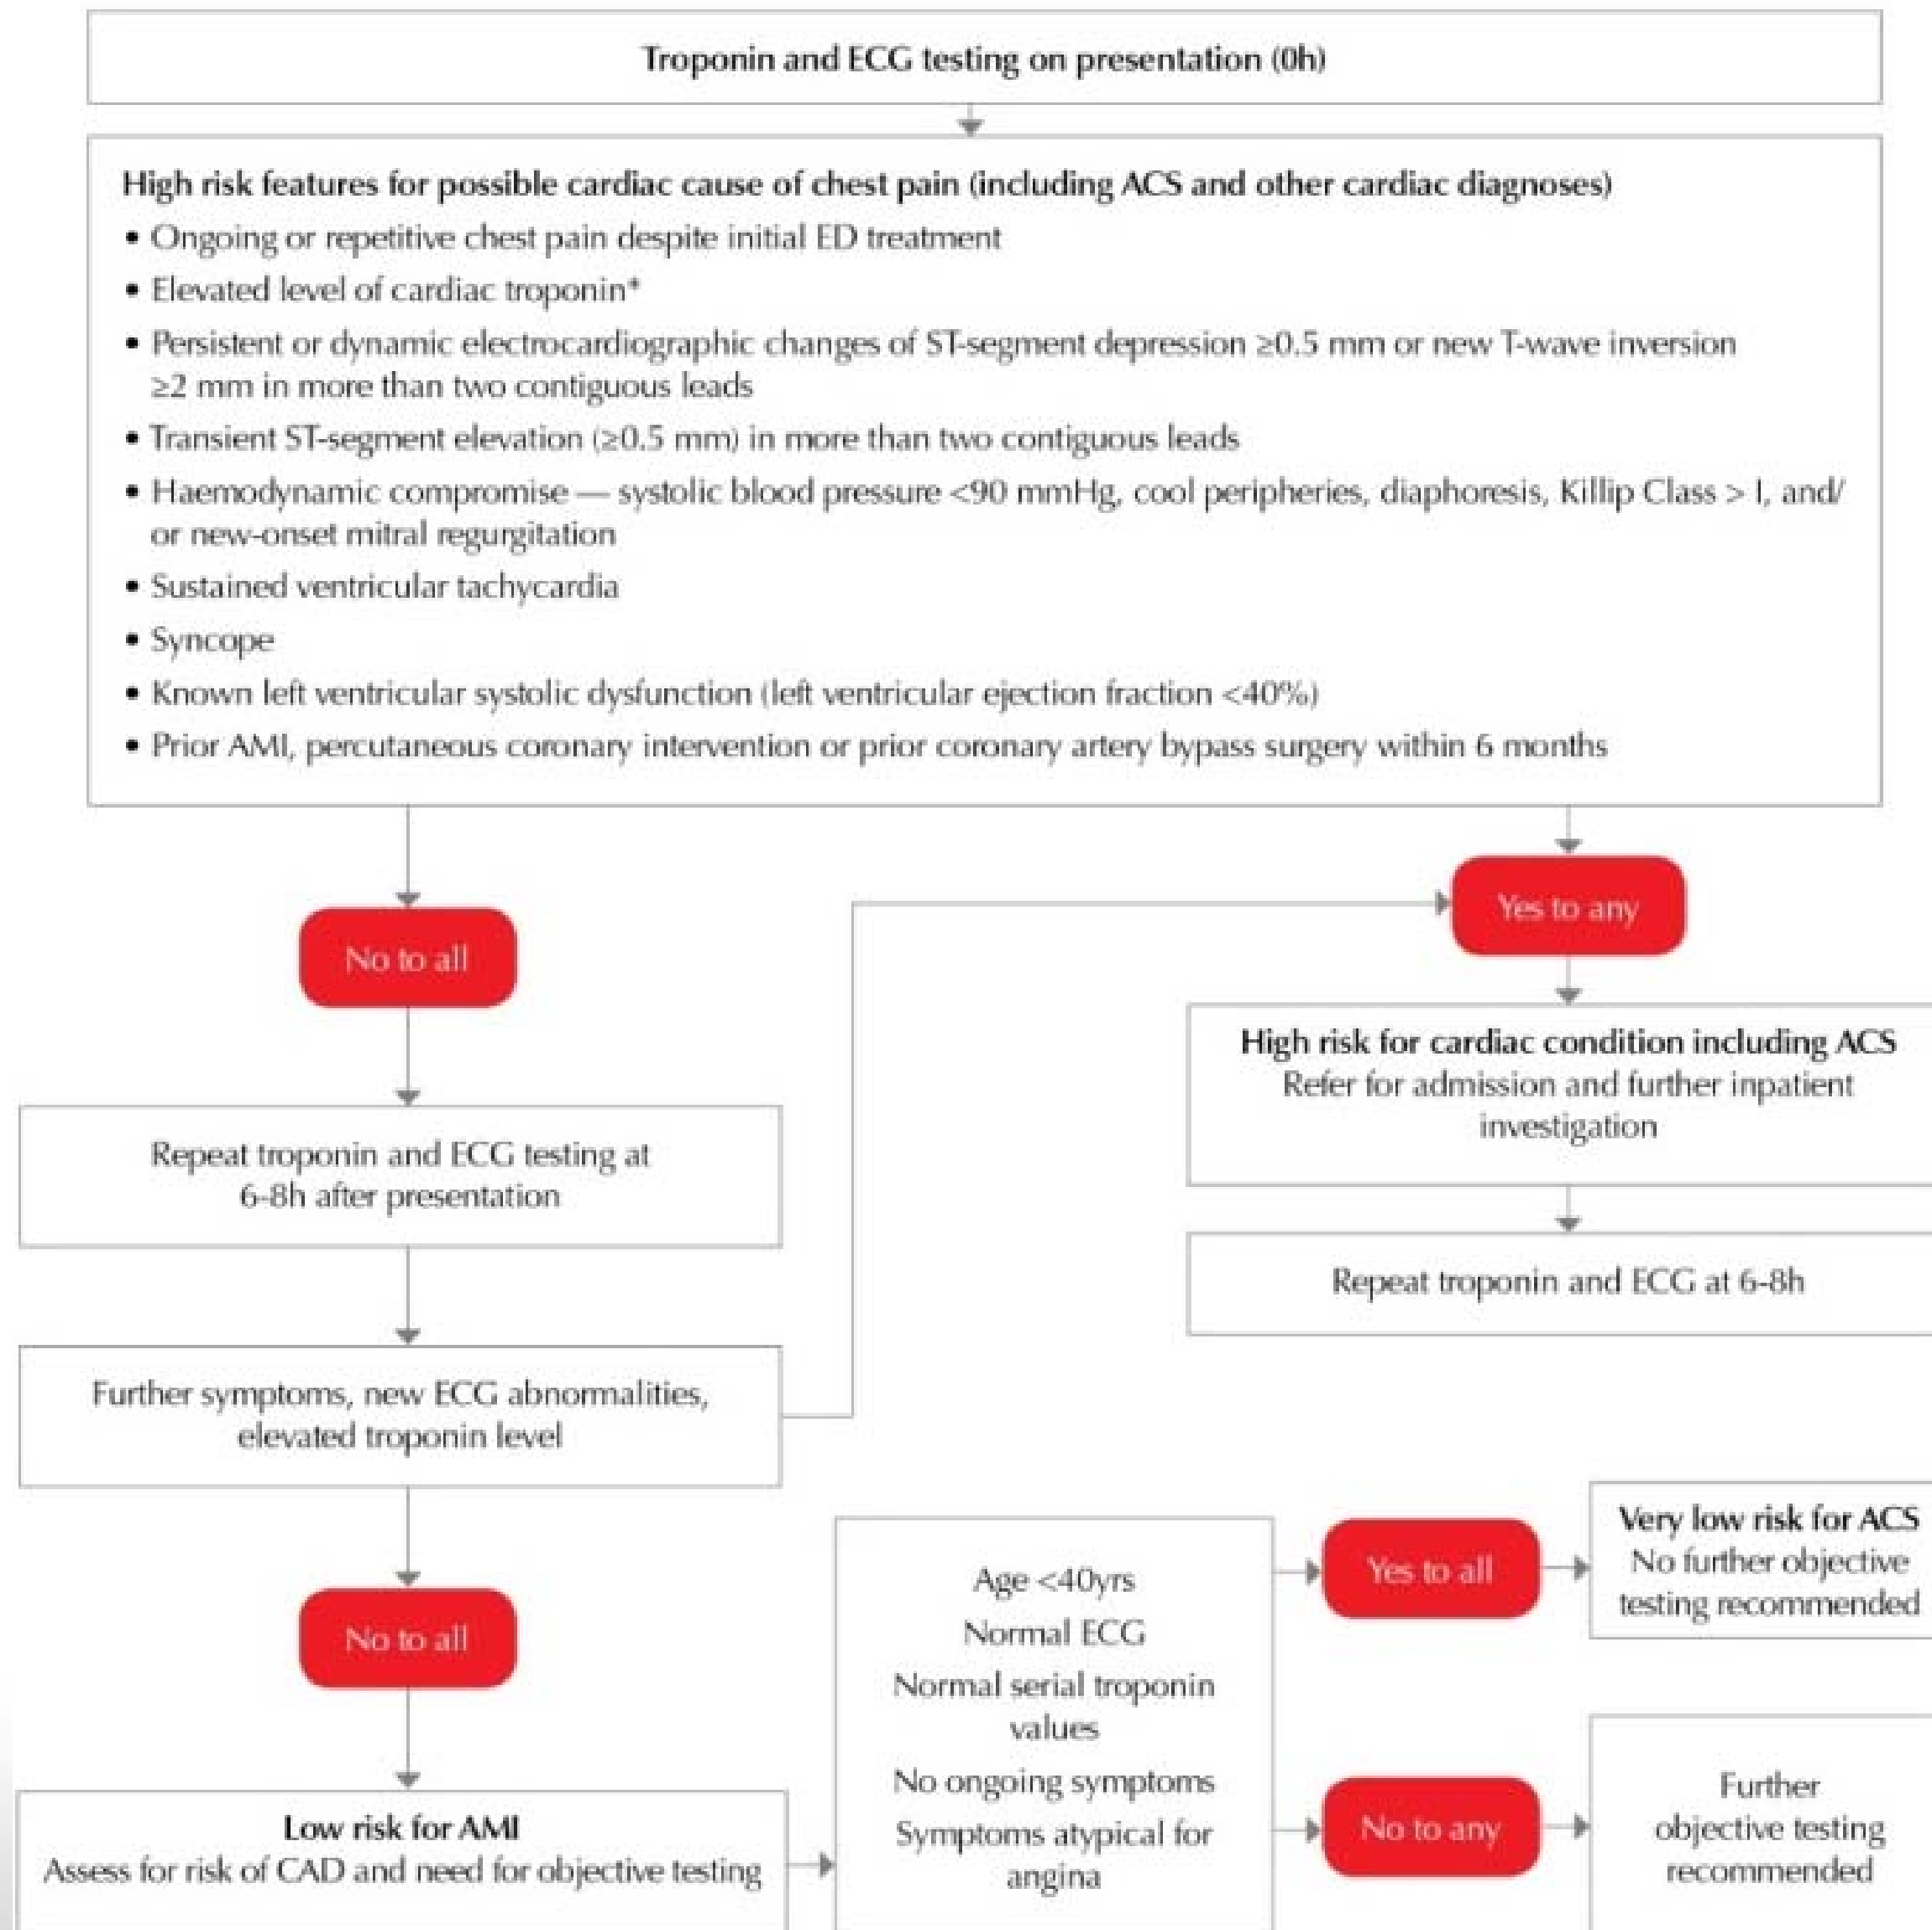 Troponin and ECG testing on presentation (0h)
High risk features for possible cardiac cause of chest pain (including ACS and other cardiac diagnoses)
• Ongoing or repetitive chest pain despite initial ED treatment
• Elevated level of cardiac troponin*
• Persistent or dynamic electrocardiographic changes of ST-segment depression ≥0.5 mm or new T-wave inversion
≥2 mm in more than two contiguous leads
• Transient ST-segment elevation (≥0.5 mm) in more than two contiguous leads
• Haemodynamic compromise — systolic blood pressure <90 mmHg, cool peripheries, diaphoresis, Killip Class > I, and/
or new-onset mitral regurgitation
• Sustained ventricular tachycardia
• Syncope
• Known left ventricular systolic dysfunction (left ventricular ejection fraction <40%)
• Prior AMI, percutaneous coronary intervention or prior coronary artery bypass surgery within 6 months
Yes to any
No to all
High risk for cardiac condition including ACS
Refer for admission and further inpatient
investigation
Repeat troponin and ECG testing at
6-8h after presentation
Repeat troponin and ECG at 6-8h
Further symptoms, new ECG abnormalities,
elevated troponin level
No to all
Low risk for AMI
Assess for risk of CAD and need for objective testing
Age <40yrs
Normal ECG
Normal serial troponin
values
No ongoing symptoms
Symptoms atypical for
angina
Yes to all
Very low risk for ACS
No further objective
testing recommended
No to any
Further
objective testing
recommended